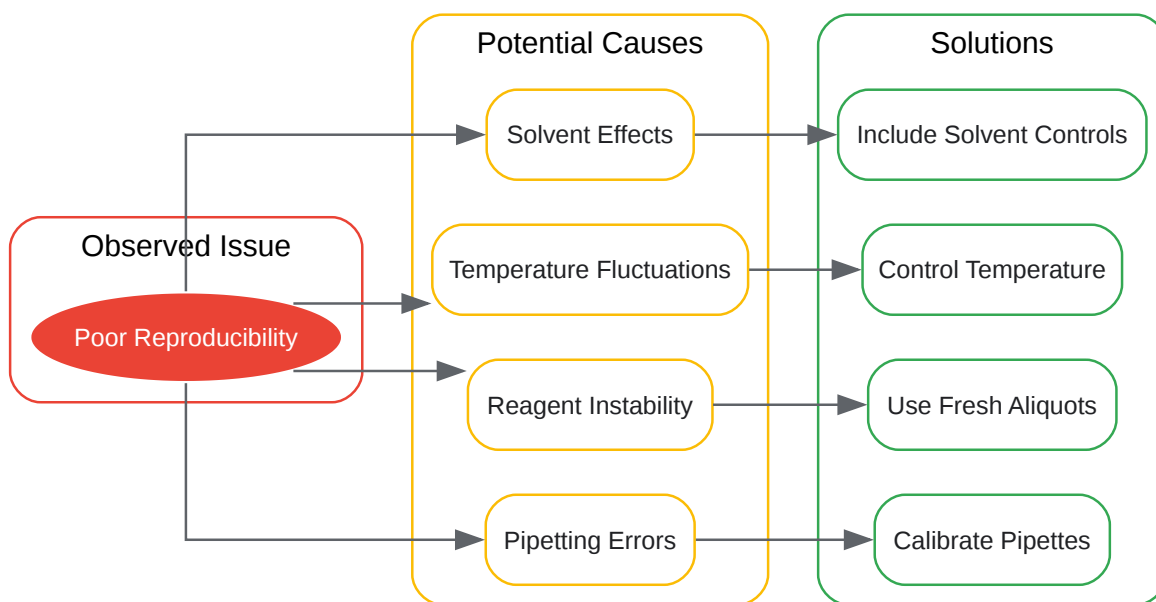 Potential Causes
Solutions
Solvent Effects
Include Solvent Controls
Observed Issue
Temperature Fluctuations
Control Temperature
Poor Reproducibility
Reagent Instability
Use Fresh Aliquots
Pipetting Errors
Calibrate Pipettes